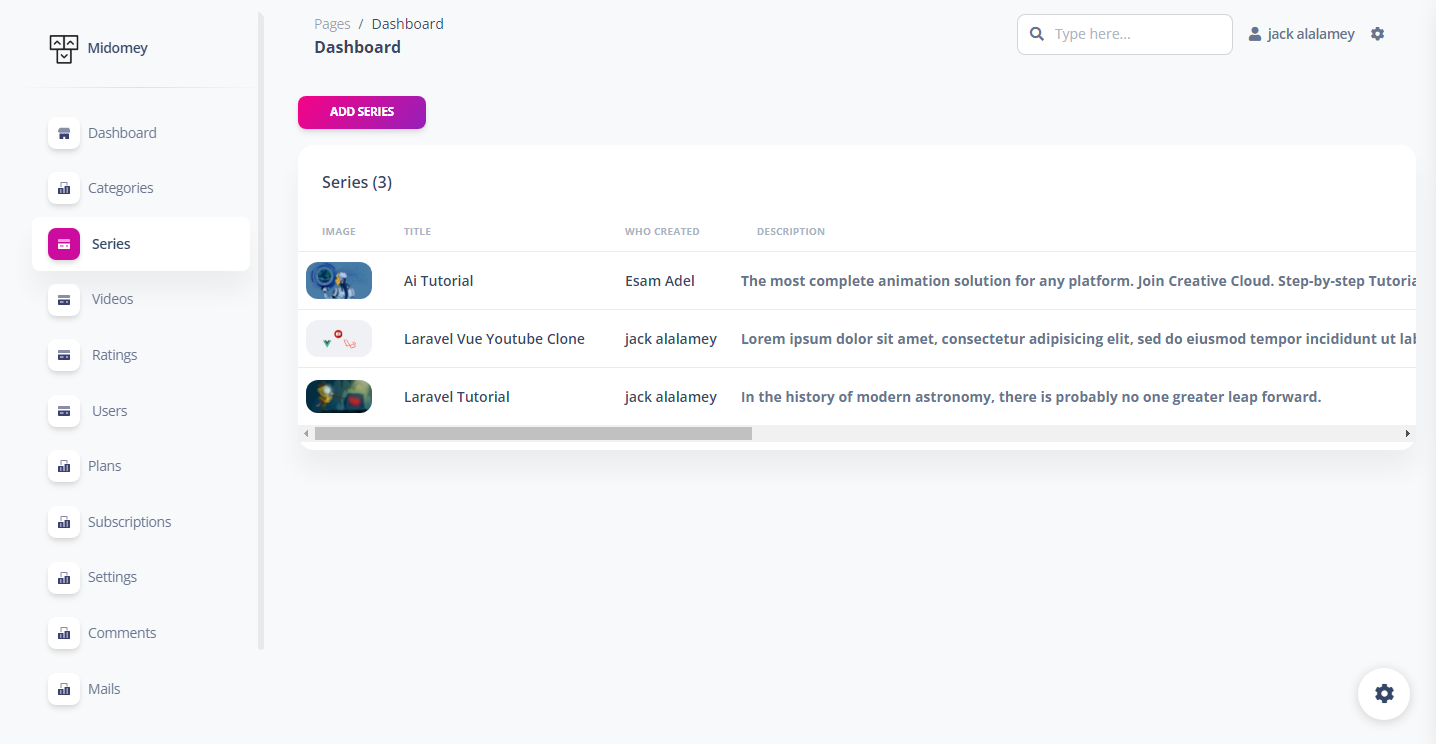 Midomey
Dashboard
Categories
Series
Videos
Ratings
Users
Plans
Subscriptions
Settings
Comments
Mails
Pages / Dashboard
Dashboard
Type here...
jack alalamey
ADD SERIES
Series (3)
IMAGE TITLE WHO CREATED DESCRIPTION
Ai Tutorial Esam Adel The most complete animation solution for any platform. Join Creative Cloud. Step-by-step Tutoria
Laravel Vue Youtube Clone jack alalamey Lorem ipsum dolor sit amet, consectetur adipisicing elit, sed do eiusmod tempor incididunt ut lab
Laravel Tutorial jack alalamey In the history of modern astronomy, there is probably no one greater leap forward.